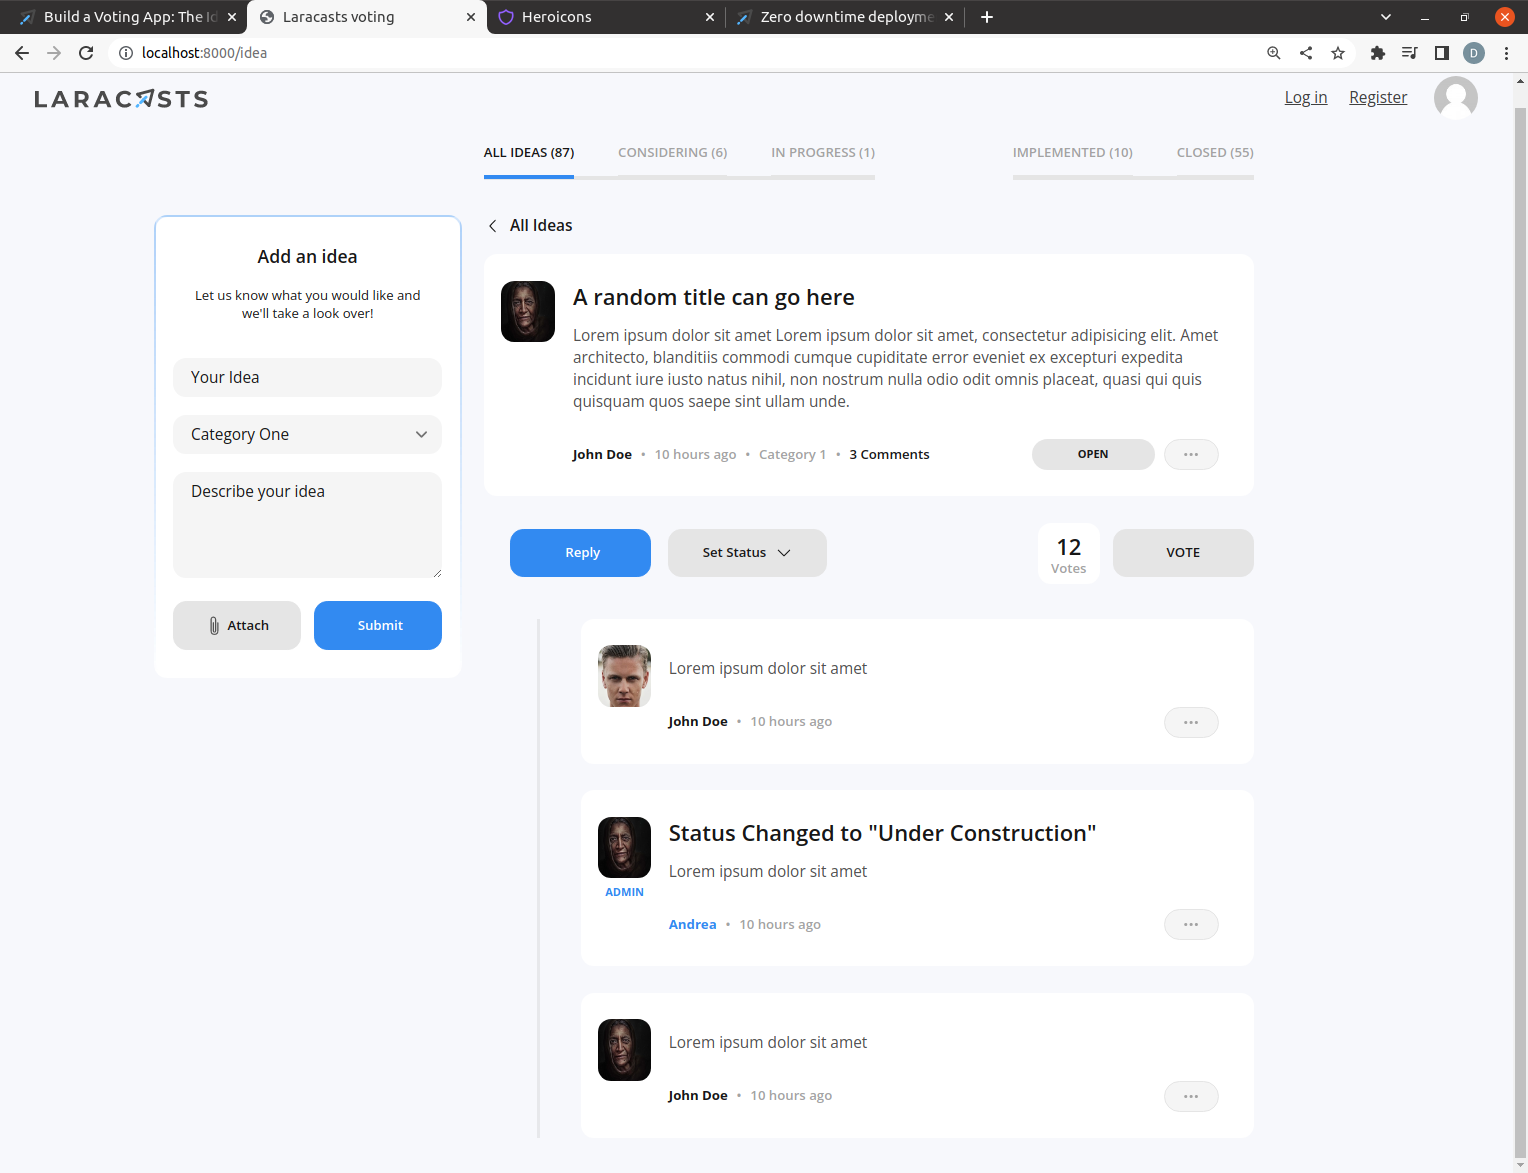 Build a Voting App: The Id
Laracasts voting
Heroicons
Zero downtime deployme
localhost:8000/idea
D
LARACASTS
Log in
Register
ALL IDEAS (87)
CONSIDERING (6)
IN PROGRESS (1)
IMPLEMENTED (10)
CLOSED (55)
Add an idea
Let us know what you would like and
we'll take a look over!
Your Idea
Category One
Describe your idea
Attach
Submit
All Ideas
A random title can go here
Lorem ipsum dolor sit amet Lorem ipsum dolor sit amet, consectetur adipisicing elit. Amet
architecto, blanditiis commodi cumque cupiditate error eveniet ex excepturi expedita
incidunt iure iusto natus nihil, non nostrum nulla odio odit omnis placeat, quasi qui quis
quisquam quos saepe sint ullam unde.
John Doe • 10 hours ago • Category 1 • 3 Comments
OPEN
Reply
Set Status
12
Votes
VOTE
Lorem ipsum dolor sit amet
John Doe • 10 hours ago
Status Changed to "Under Construction"
Lorem ipsum dolor sit amet
ADMIN
Andrea • 10 hours ago
Lorem ipsum dolor sit amet
John Doe • 10 hours ago